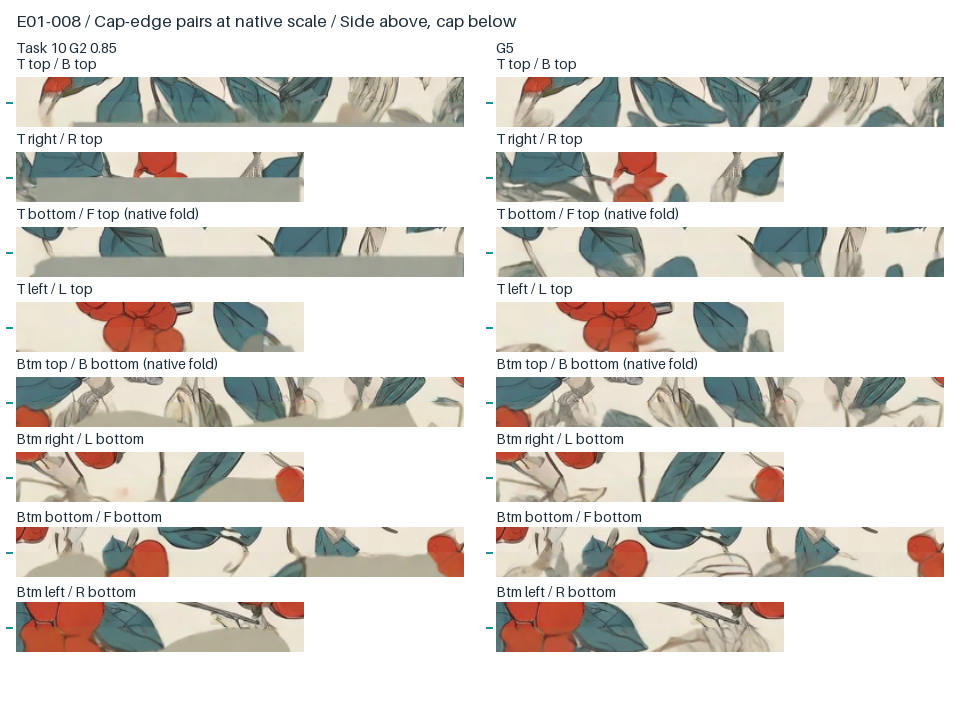 E01-008 / Cap-edge pairs at native scale / Side above, cap below
Task 10 G2 0.85
T top / B top
T right / R top
T bottom / F top (native fold)
T left / L top
Btm top / B bottom (native fold)
Btm right / L bottom
Btm bottom / F bottom
Btm left / R bottom
G5
T top / B top
T right / R top
T bottom / F top (native fold)
T left / L top
Btm top / B bottom (native fold)
Btm right / L bottom
Btm bottom / F bottom
Btm left / R bottom